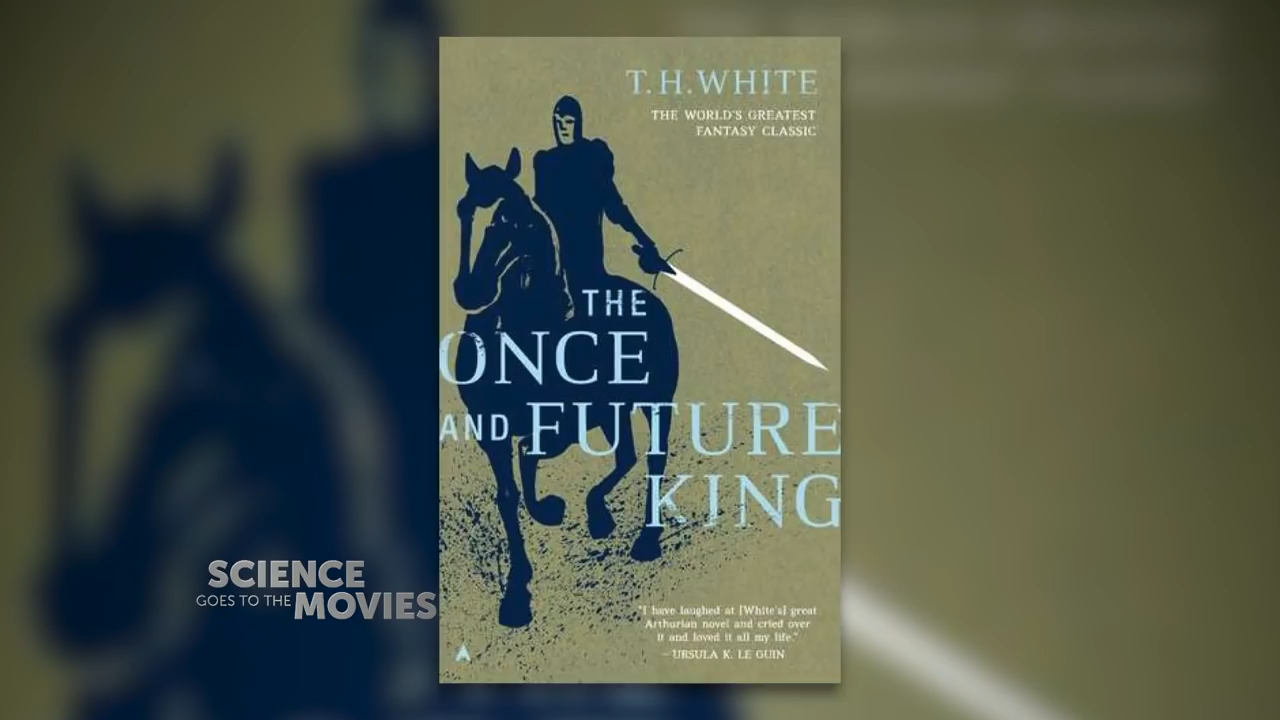 T.H.WHITE
THE WORLD'S GREATEST
FANTASY CLASSIC
THE
ONCE
AND FUTURE
KING
"I have laughed at [White's] great
Arthurian novel and cried over
it and loved it all my life."
– URSULA K. LE GUIN
SCIENCE
GOES TO THE MOVIES